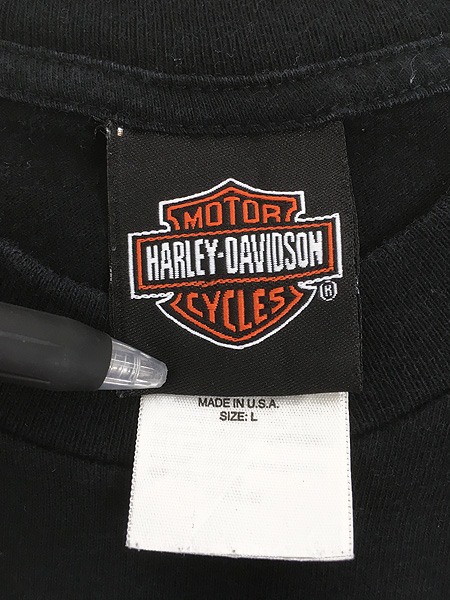 MOTOR
HARLEY-DAVIDSON
CYCLES ®
MADE IN U.S.A.
SIZE: L